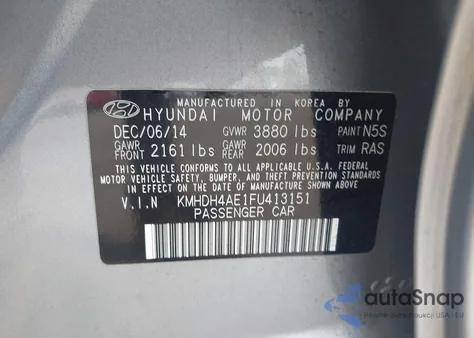 MANUFACTURED IN KOREA BY
HYUNDAI MOTOR COMPANY
DEC/06/14 GVWR 3880 lbs PAINT N5S
GAWR FRONT 2161 lbs GAWR REAR 2006 lbs TRIM RAS
THIS VEHICLE CONFORMS TO ALL APPLICABLE U.S.
FEDERAL MOTOR VEHICLE SAFETY, BUMPER, AND THEFT
PREVENTION STANDARDS IN EFFECT ON THE DATE OF
MANUFACTURE SHOWN ABOVE.
V.I.N KMHDH4AE1FU413151
PASSENGER CAR
autoSnap